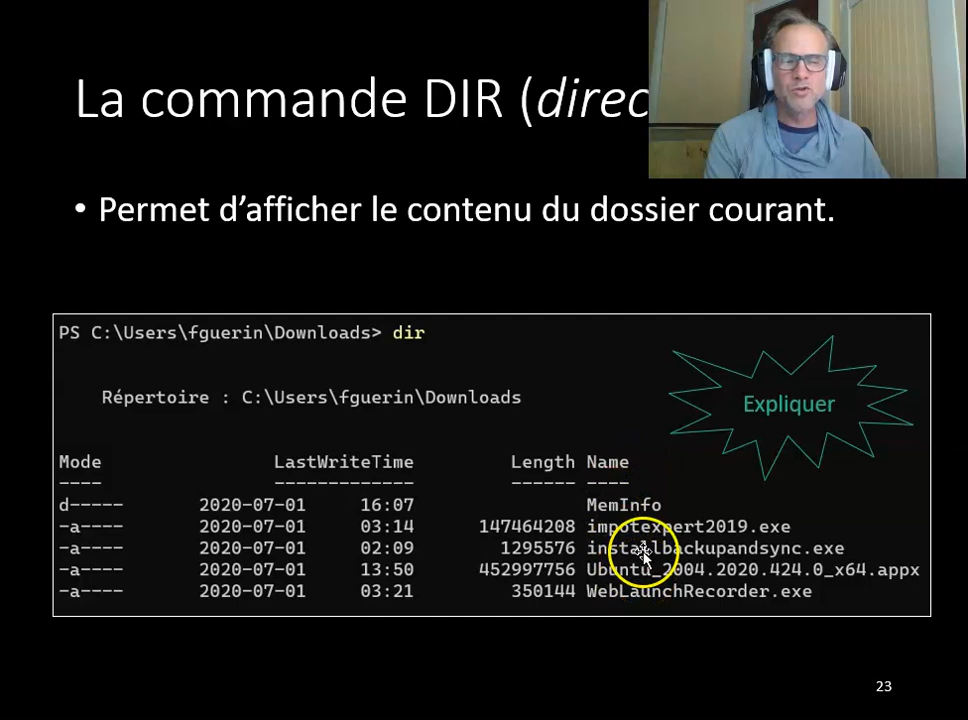 La commande DIR (direc
• Permet d’afficher le contenu du dossier courant.
PS C:\Users\fguerin\Downloads> dir
Répertoire : C:\Users\fguerin\Downloads
Expliquer
Mode LastWriteTime Length Name
---- ------------- ------ ----
d----- 2020-07-01 16:07 MemInfo
-a---- 2020-07-01 03:14 147464208 impotexpert2019.exe
-a---- 2020-07-01 02:09 1295576 installbackupandsync.exe
-a---- 2020-07-01 13:50 452997756 Ubuntu_2004.2020.424.0_x64.appx
-a---- 2020-07-01 03:21 350144 WebLaunchRecorder.exe
23